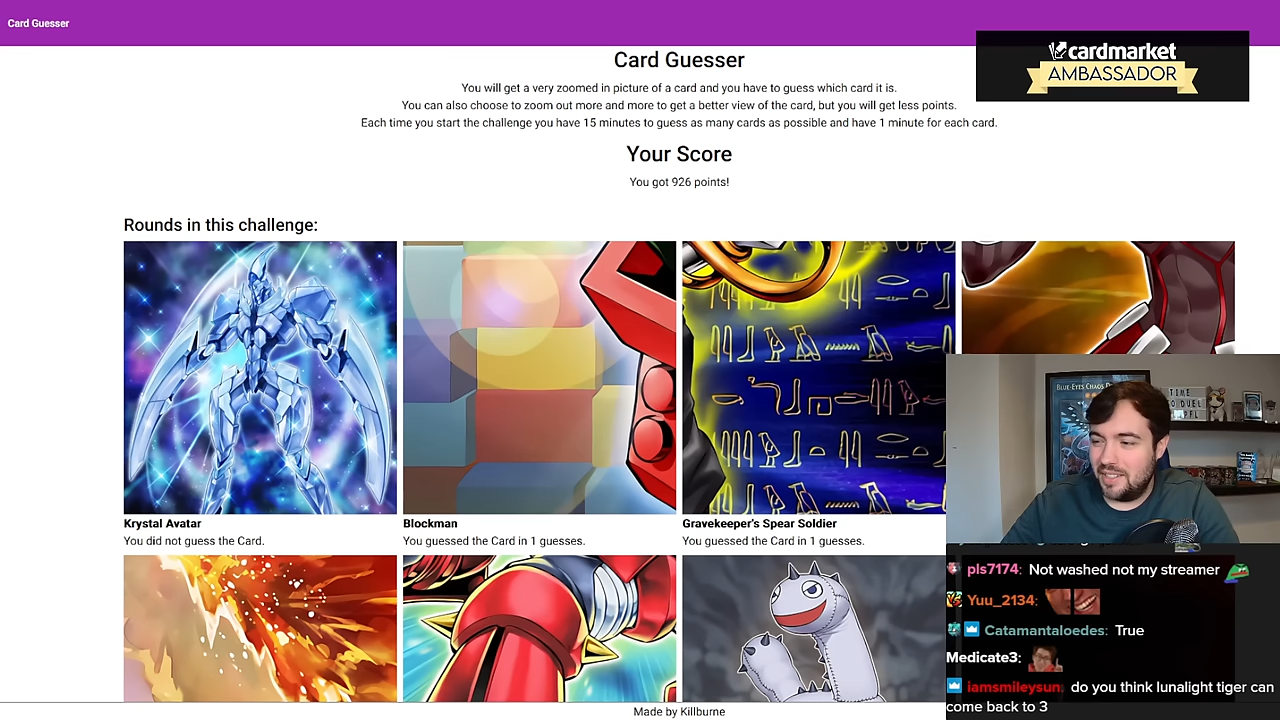 Card Guesser
cardmarket
AMBASSADOR
Card Guesser
You will get a very zoomed in picture of a card and you have to guess which card it is.
You can also choose to zoom out more and more to get a better view of the card, but you will get less points.
Each time you start the challenge you have 15 minutes to guess as many cards as possible and have 1 minute for each card.
Your Score
You got 926 points!
Rounds in this challenge:
BLUE-EYES CHAOS
TIME
TO DUEL
Krystal Avatar
You did not guess the Card.
Blockman
You guessed the Card in 1 guesses.
Gravekeeper's Spear Soldier
You guessed the Card in 1 guesses.
pls7174: Not washed not my streamer
Yuu_2134:
Catamantaloedes: True
Medicate3:
iamsmileysun: do you think lunalight tiger can
come back to 3
Made by Killburne